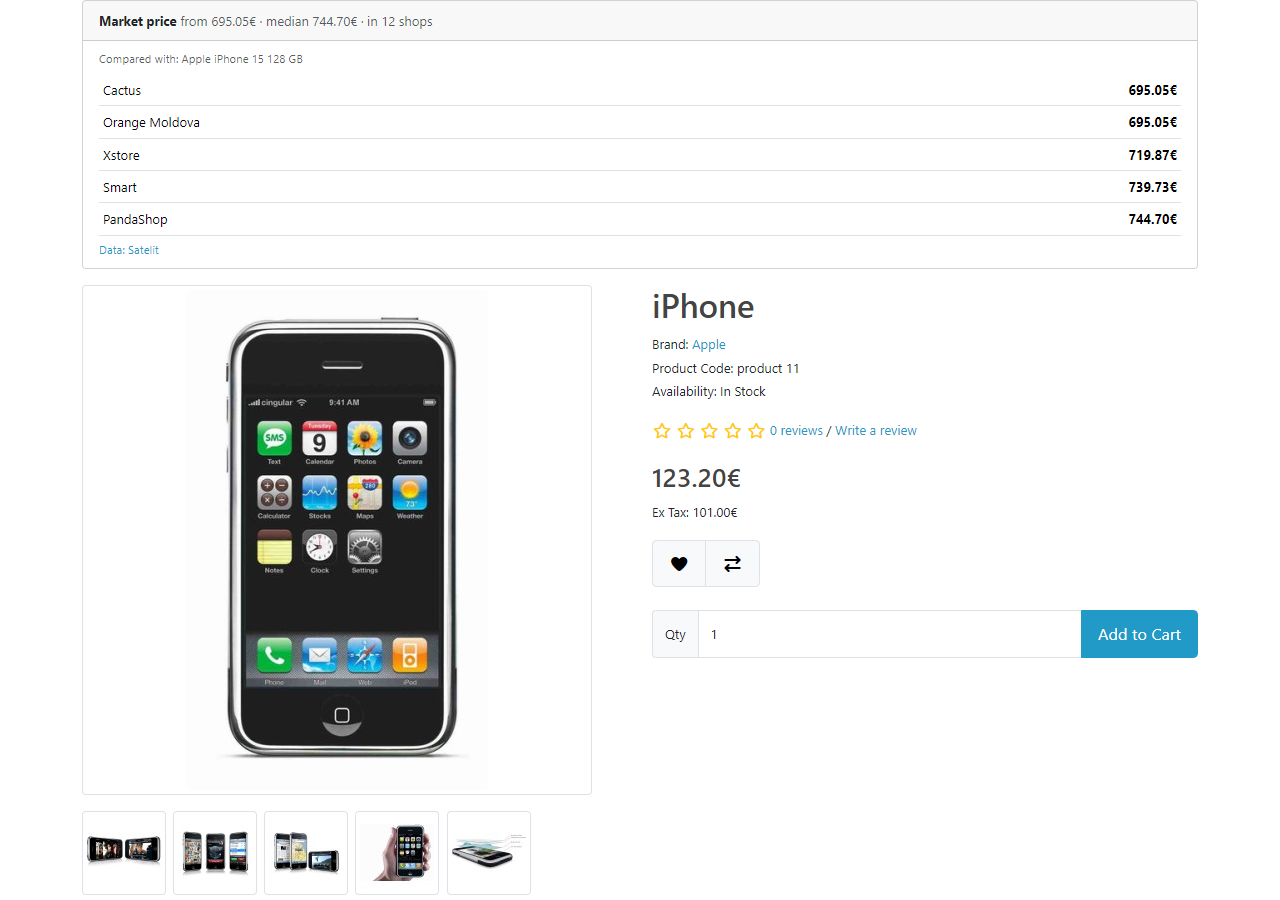 Market price from 695.05€ · median 744.70€ · in 12 shops
Compared with: Apple iPhone 15 128 GB
Cactus 695.05€
Orange Moldova 695.05€
Xstore 719.87€
Smart 739.73€
PandaShop 744.70€
Data: Satelit
iPhone
Brand: Apple
Product Code: product 11
Availability: In Stock
0 reviews / Write a review
123.20€
Ex Tax: 101.00€
Qty 1 Add to Cart
cingular 9:41 AM
SMS Tuesday 9 280 73°
Text Calendar Photos Camera
Calculator Stocks Maps Weather
Notes Clock Settings
Phone Mail Web iPod